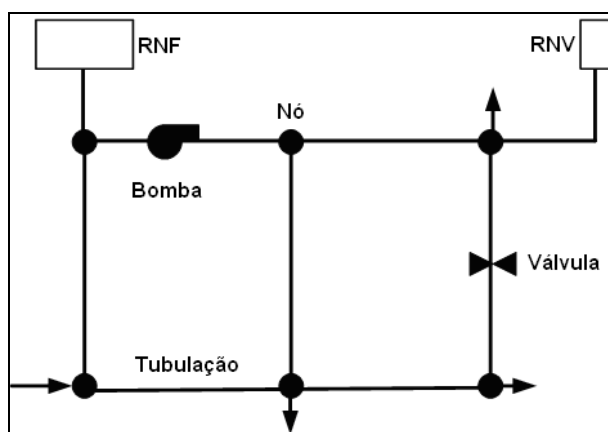 RNF
RNV
Nó
Bomba
Válvula
Tubulação